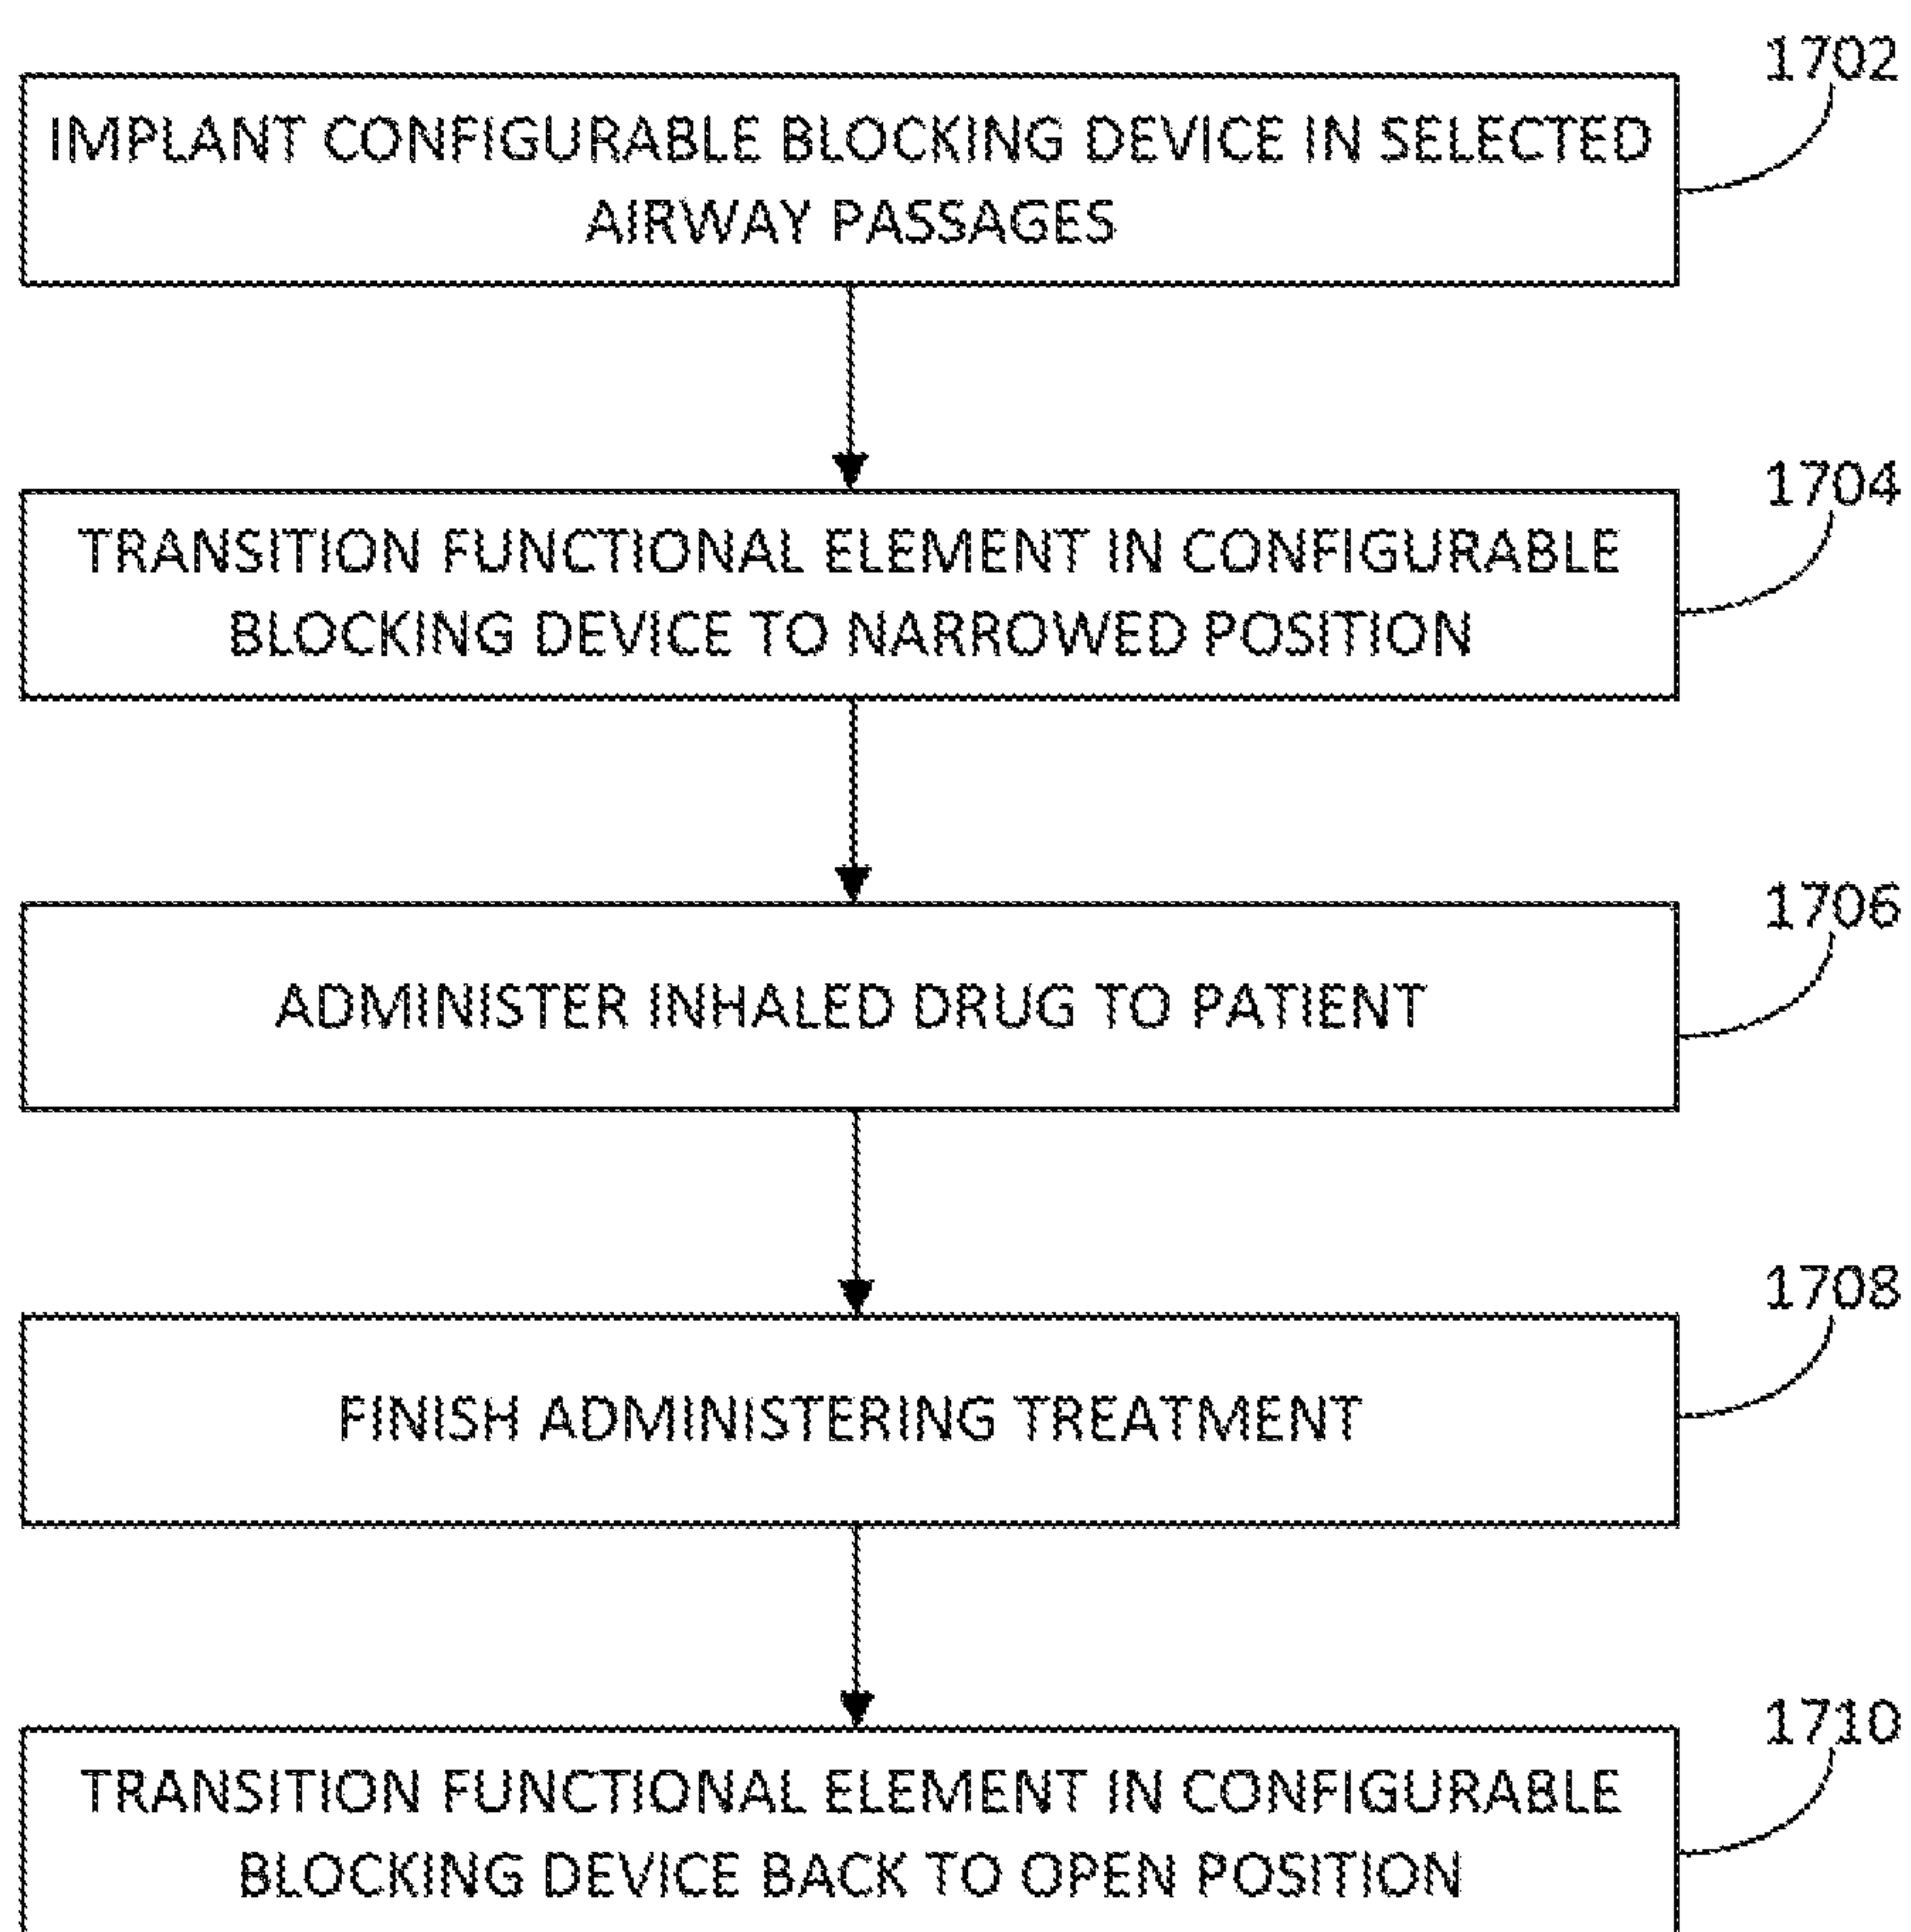 1702
IMPLANT CONFIGURABLE BLOCKING DEVICE IN SELECTED
AIRWAY PASSAGES
1704
TRANSITION FUNCTIONAL ELEMENT IN CONFIGURABLE
BLOCKING DEVICE TO NARROWED POSITION
1706
ADMINISTER INHALED DRUG TO PATIENT
1708
FINISH ADMINISTERING TREATMENT
1710
TRANSITION FUNCTIONAL ELEMENT IN CONFIGURABLE
BLOCKING DEVICE BACK TO OPEN POSITION